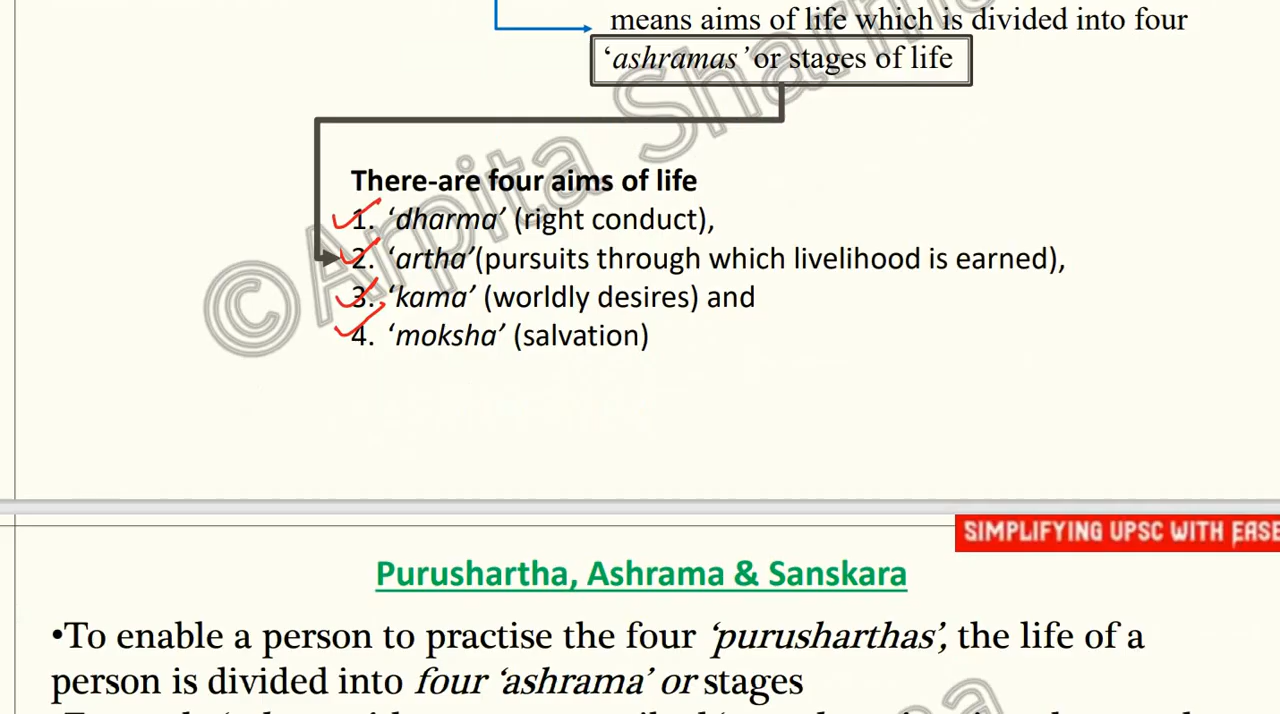 means aims of life which is divided into four
‘ashramas’ or stages of life
There-are four aims of life
1. ‘dharma’ (right conduct),
2. ‘artha’(pursuits through which livelihood is earned),
3. ‘kama’ (worldly desires) and
4. ‘moksha’ (salvation)
©Arpita Sharma
SIMPLIFYING UPSC WITH EASE
Purushartha, Ashrama & Sanskara
•To enable a person to practise the four ‘purusharthas’, the life of a
person is divided into four ‘ashrama’ or stages